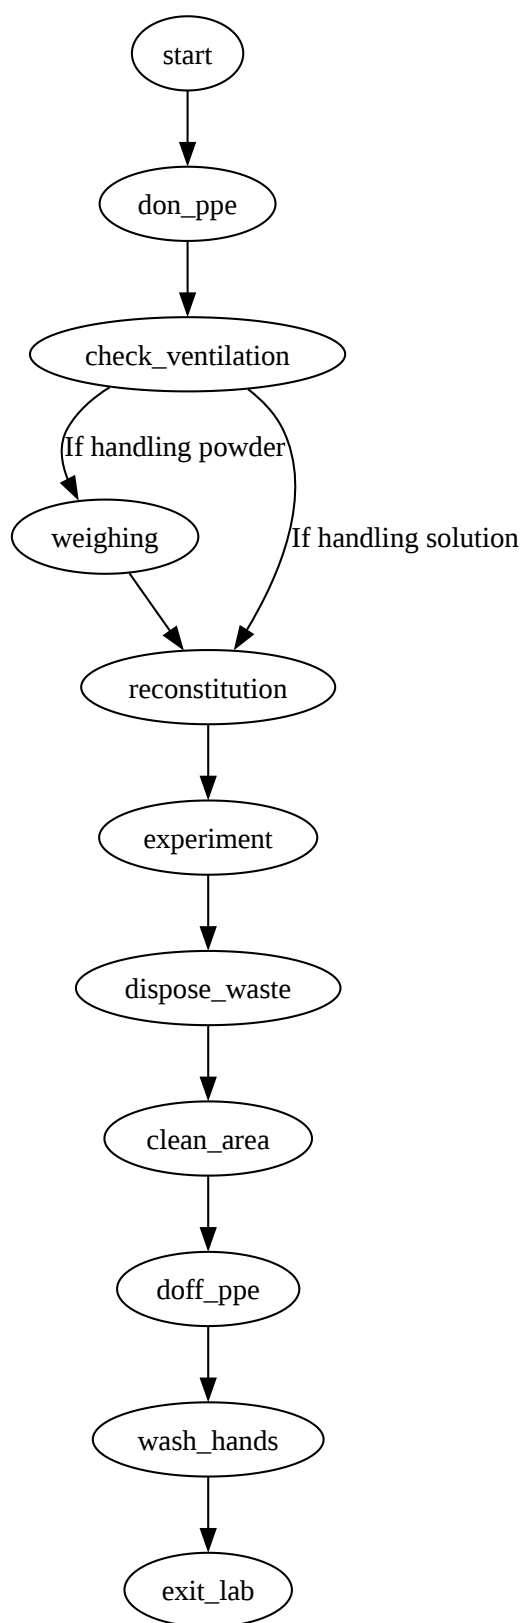 start
don_ppe
check_ventilation
If handling powder
weighing
If handling solution
reconstitution
experiment
dispose_waste
clean_area
doff_ppe
wash_hands
exit_lab